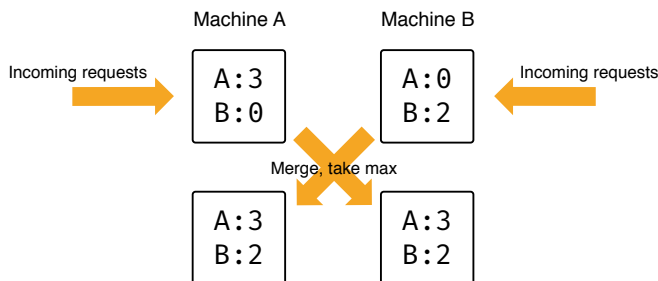 Machine A
Machine B
Incoming requests
A:3
B:0
A:0
B:2
Incoming requests
Merge, take max
A:3
B:2
A:3
B:2